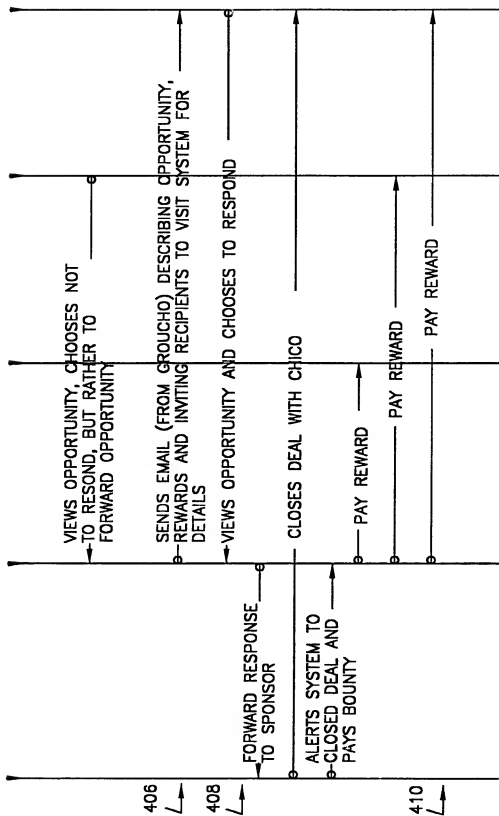 VIEWS OPPORTUNITY, CHOOSES NOT
TO RESOND, BUT RATHER TO
FORWARD OPPORTUNITY
406
SENDS EMAIL (FROM GROUCHO) DESCRIBING OPPORTUNITY,
REWARDS AND INVITING RECIPIENTS TO VISIT SYSTEM FOR
DETAILS
408
VIEWS OPPORTUNITY AND CHOOSES TO RESPOND
FORWARD RESPONSE
TO SPONSOR
CLOSES DEAL WITH CHICO
ALERTS SYSTEM TO
CLOSED DEAL AND
PAYS BOUNTY
PAY REWARD
PAY REWARD
PAY REWARD
410